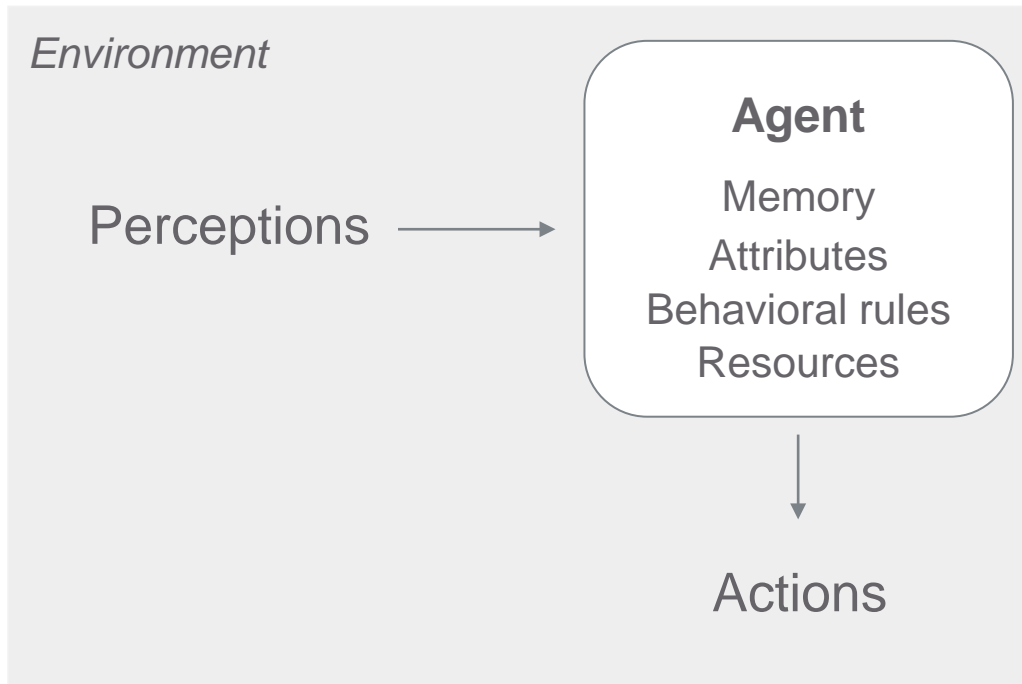 Environment
Agent
Memory
Perceptions
Attributes
Behavioral rules
Resources
Actions